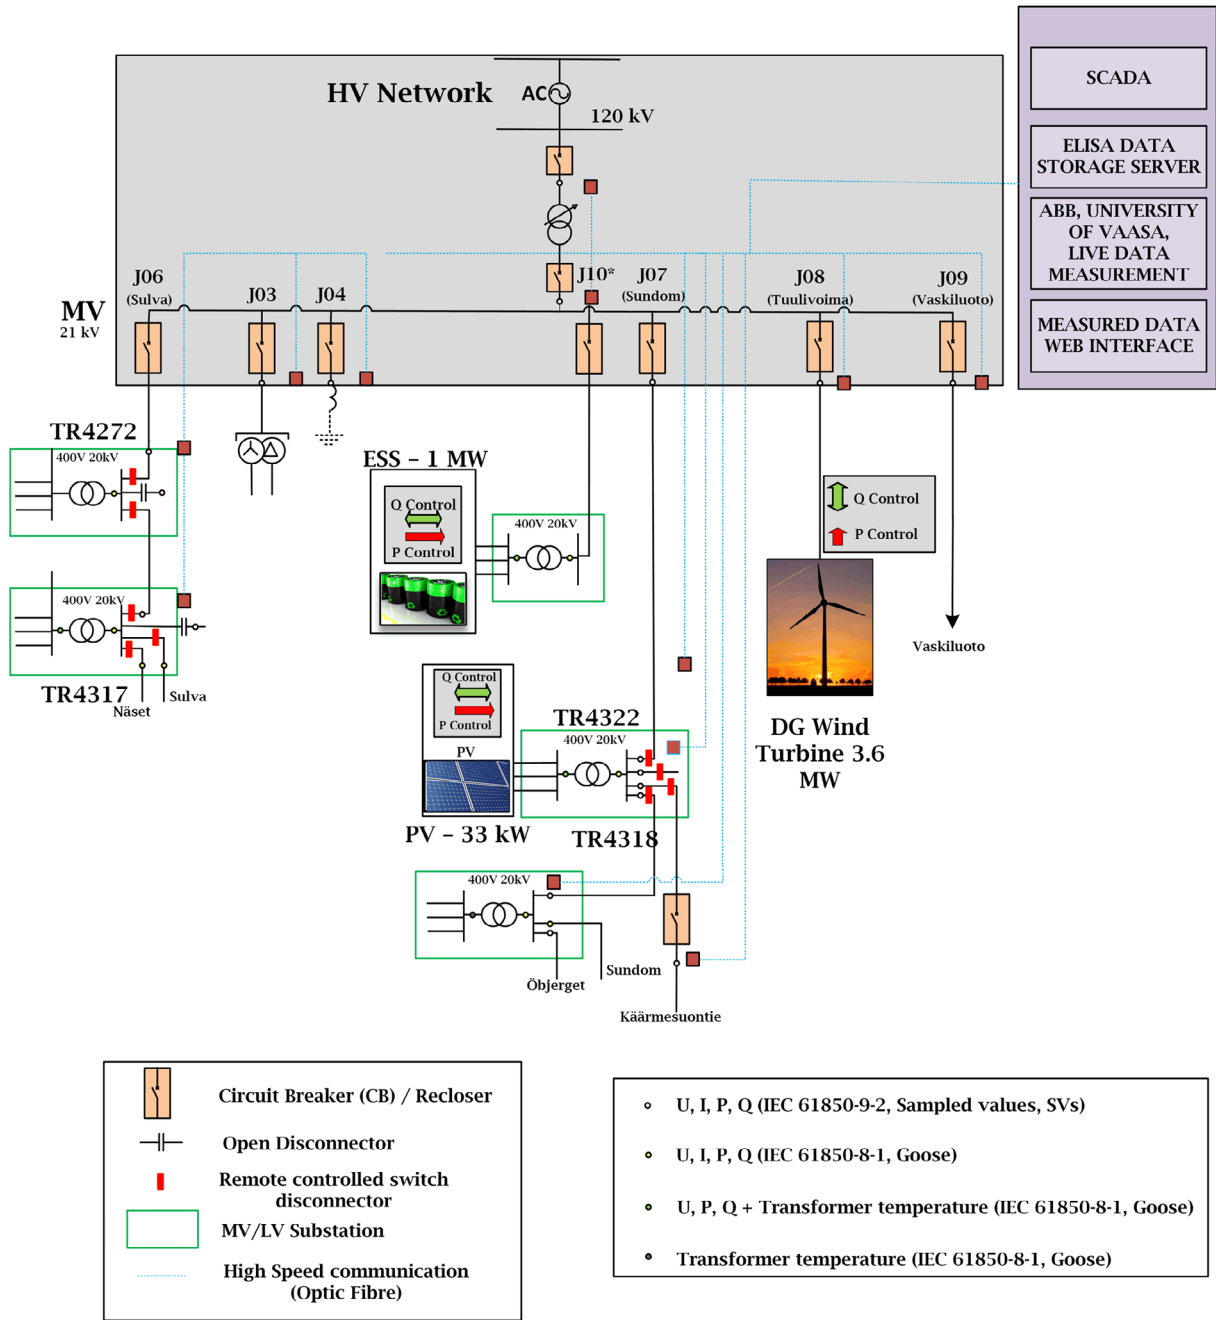 HV Network
AC
120 kV
SCADA
ELISA DATA
STORAGE SERVER
ABB, UNIVERSITY
OF VAASA,
LIVE DATA
MEASUREMENT
MEASURED DATA
WEB INTERFACE
MV
21 kV
J06
(Sulva)
J03
J04
J10*
J07
(Sundom)
J08
(Tuulivoima)
J09
(Vaskiluoto)
TR4272
400V 20kV
400V 20kV
TR4317
Näset
Sulva
ESS – 1 MW
Q Control
P Control
400V 20kV
Q Control
P Control
Vaskiluoto
DG Wind
Turbine 3.6
MW
Q Control
P Control
PV
PV – 33 kW
TR4322
400V 20kV
TR4318
400V 20kV
Öbjerget
Sundom
Käärmesuontie
Circuit Breaker (CB) / Recloser
Open Disconnector
Remote controlled switch
disconnector
MV/LV Substation
High Speed communication
(Optic Fibre)
U, I, P, Q (IEC 61850-9-2, Sampled values, SVs)
U, I, P, Q (IEC 61850-8-1, Goose)
U, P, Q + Transformer temperature (IEC 61850-8-1, Goose)
Transformer temperature (IEC 61850-8-1, Goose)